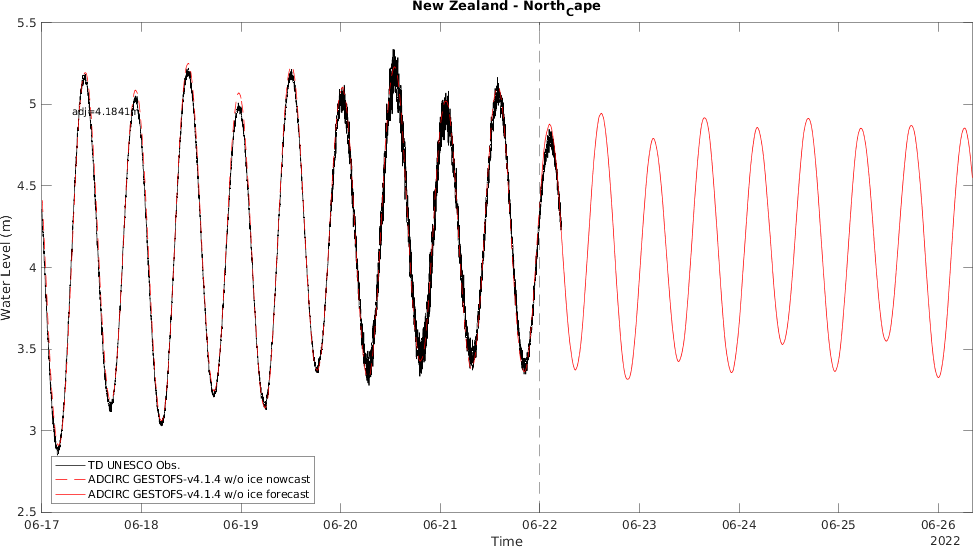 New Zealand - NorthCape
5.5
5
4.5
4
3.5
3
2.5
Water Level (m)
adj=4.1841m
TD UNESCO Obs.
ADCIRC GESTOFS-v4.1.4 w/o ice nowcast
ADCIRC GESTOFS-v4.1.4 w/o ice forecast
06-17 06-18 06-19 06-20 06-21 06-22 06-23 06-24 06-25 06-26
Time
2022